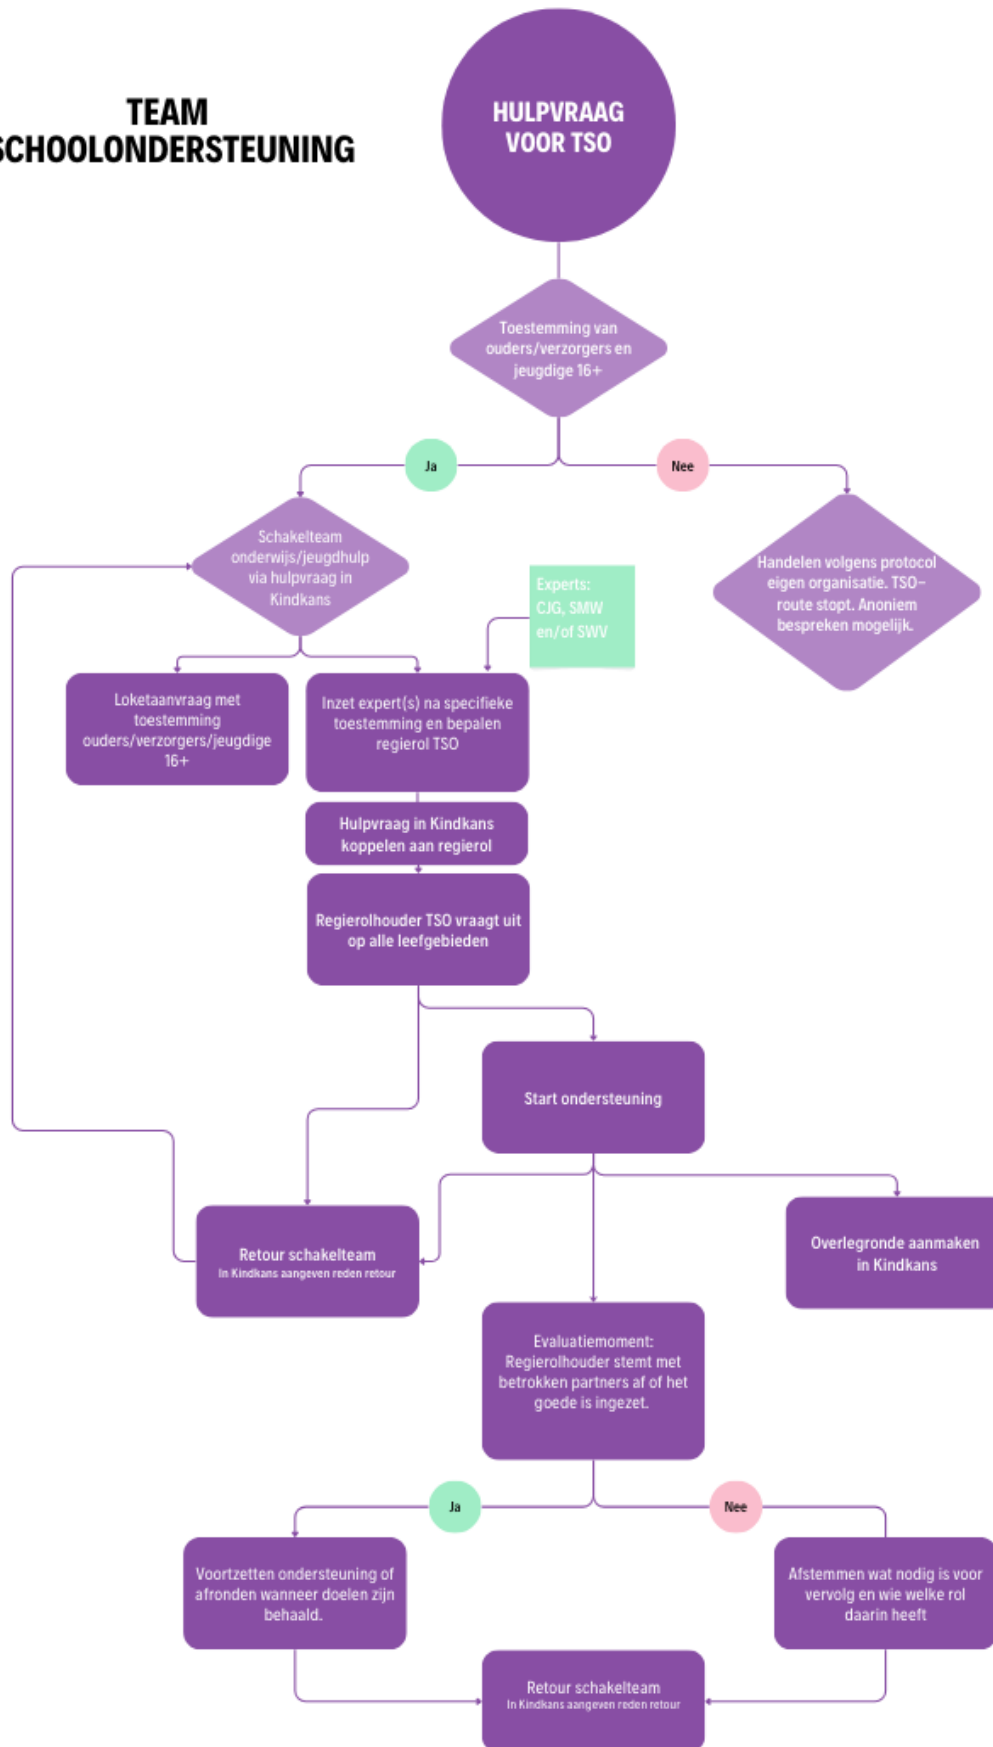 TEAM
SCHOOLONDERSTEUNING
HULPVRAAG
VOOR TSO
Toestemming van
ouders/verzorgers en
jeugdige 16+
Ja
Nee
Schakelteam
onderwijs/jeugdhulp
via hulpvraag in
Kindkans
Handelen volgens protocol
eigen organisatie. TSO-
route stopt. Anoniem
bespreken mogelijk.
Experts:
CJG, SMW
en/of SWV
Loketaanvraag met
toestemming
ouders/verzorgers/jeugdige
16+
Inzet expert(s) na specifieke
toestemming en bepalen
regierol TSO
Hulpvraag in Kindkans
koppelen aan regierol
Regierolhouder TSO vraagt uit
op alle leefgebieden
Start ondersteuning
Retour schakelteam
In Kindkans aangeven reden retour
Overlegronde aanmaken
in Kindkans
Evaluatiemoment:
Regierolhouder stemt met
betrokken partners af of het
goede is ingezet.
Ja
Nee
Voortzetten ondersteuning of
afronden wanneer doelen zijn
behaald.
Afstemmen wat nodig is voor
vervolg en wie welke rol
daarin heeft
Retour schakelteam
In Kindkans aangeven reden retour